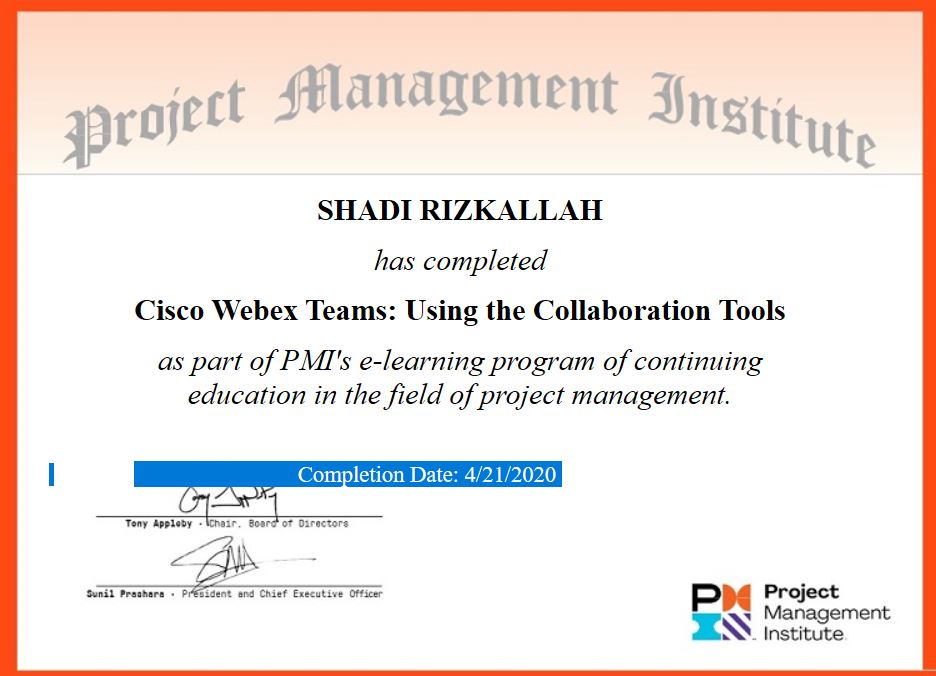 Project Management Institute
SHADI RIZKALLAH
has completed
Cisco Webex Teams: Using the Collaboration Tools
as part of PMI's e-learning program of continuing
education in the field of project management.
Completion Date: 4/21/2020
Tony Appleby - Chair, Board of Directors
Sunil Prashara - President and Chief Executive Officer
Project
Management
Institute.